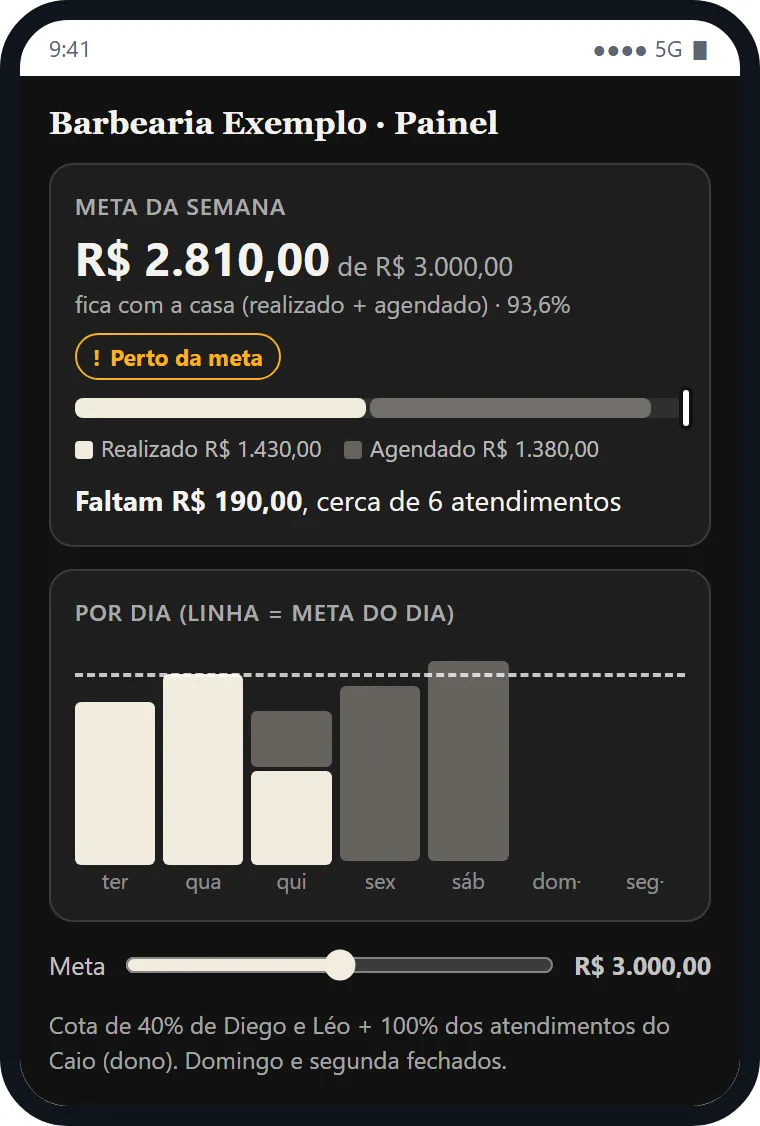 9:41 ●●●● 5G
Barbearia Exemplo · Painel
META DA SEMANA
R$ 2.810,00 de R$ 3.000,00
fica com a casa (realizado + agendado) · 93,6%
! Perto da meta
Realizado R$ 1.430,00 Agendado R$ 1.380,00
Faltam R$ 190,00, cerca de 6 atendimentos
POR DIA (LINHA = META DO DIA)
ter qua qui sex sáb dom· seg·
Meta R$ 3.000,00
Cota de 40% de Diego e Léo + 100% dos atendimentos do
Caio (dono). Domingo e segunda fechados.